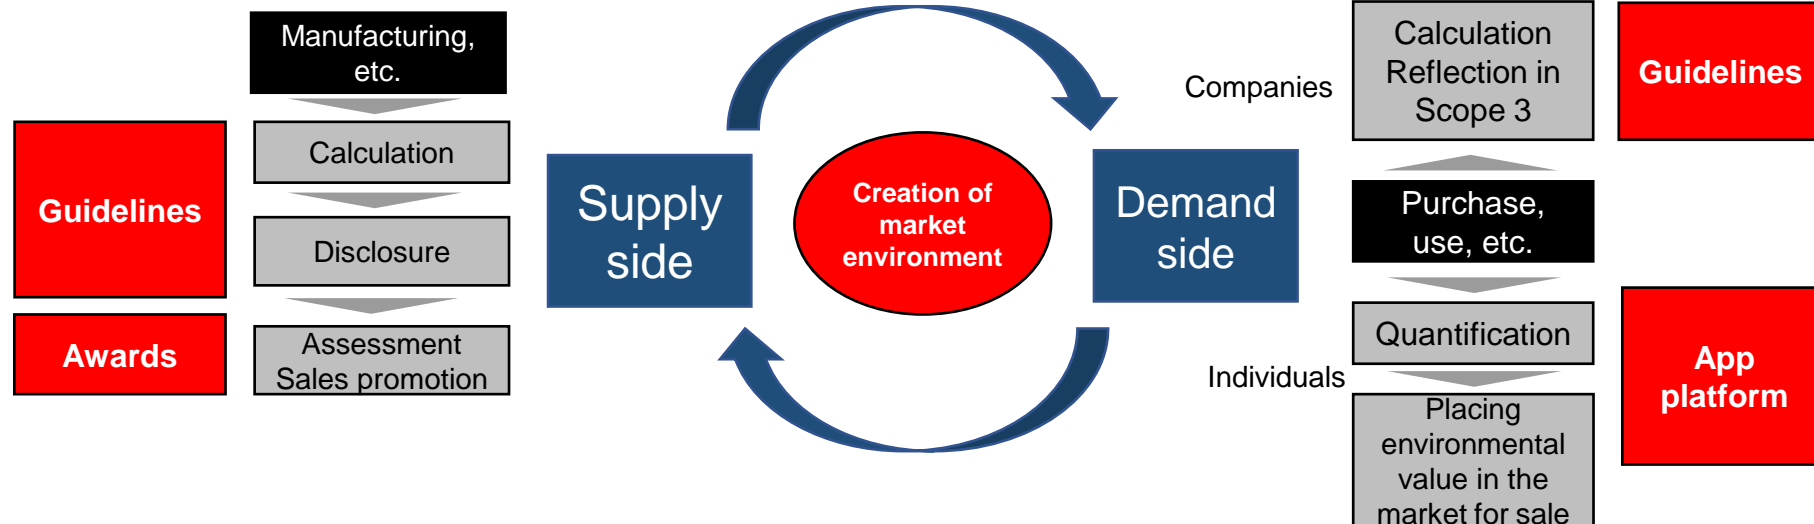 Manufacturing,
etc.
Guidelines
Calculation
Disclosure
Awards
Assessment
Sales promotion
Supply
side
Creation of
market
environment
Demand
side
Companies
Calculation
Reflection in
Scope 3
Guidelines
Purchase,
use, etc.
Individuals
Quantification
Placing
environmental
value in the
market for sale
App
platform